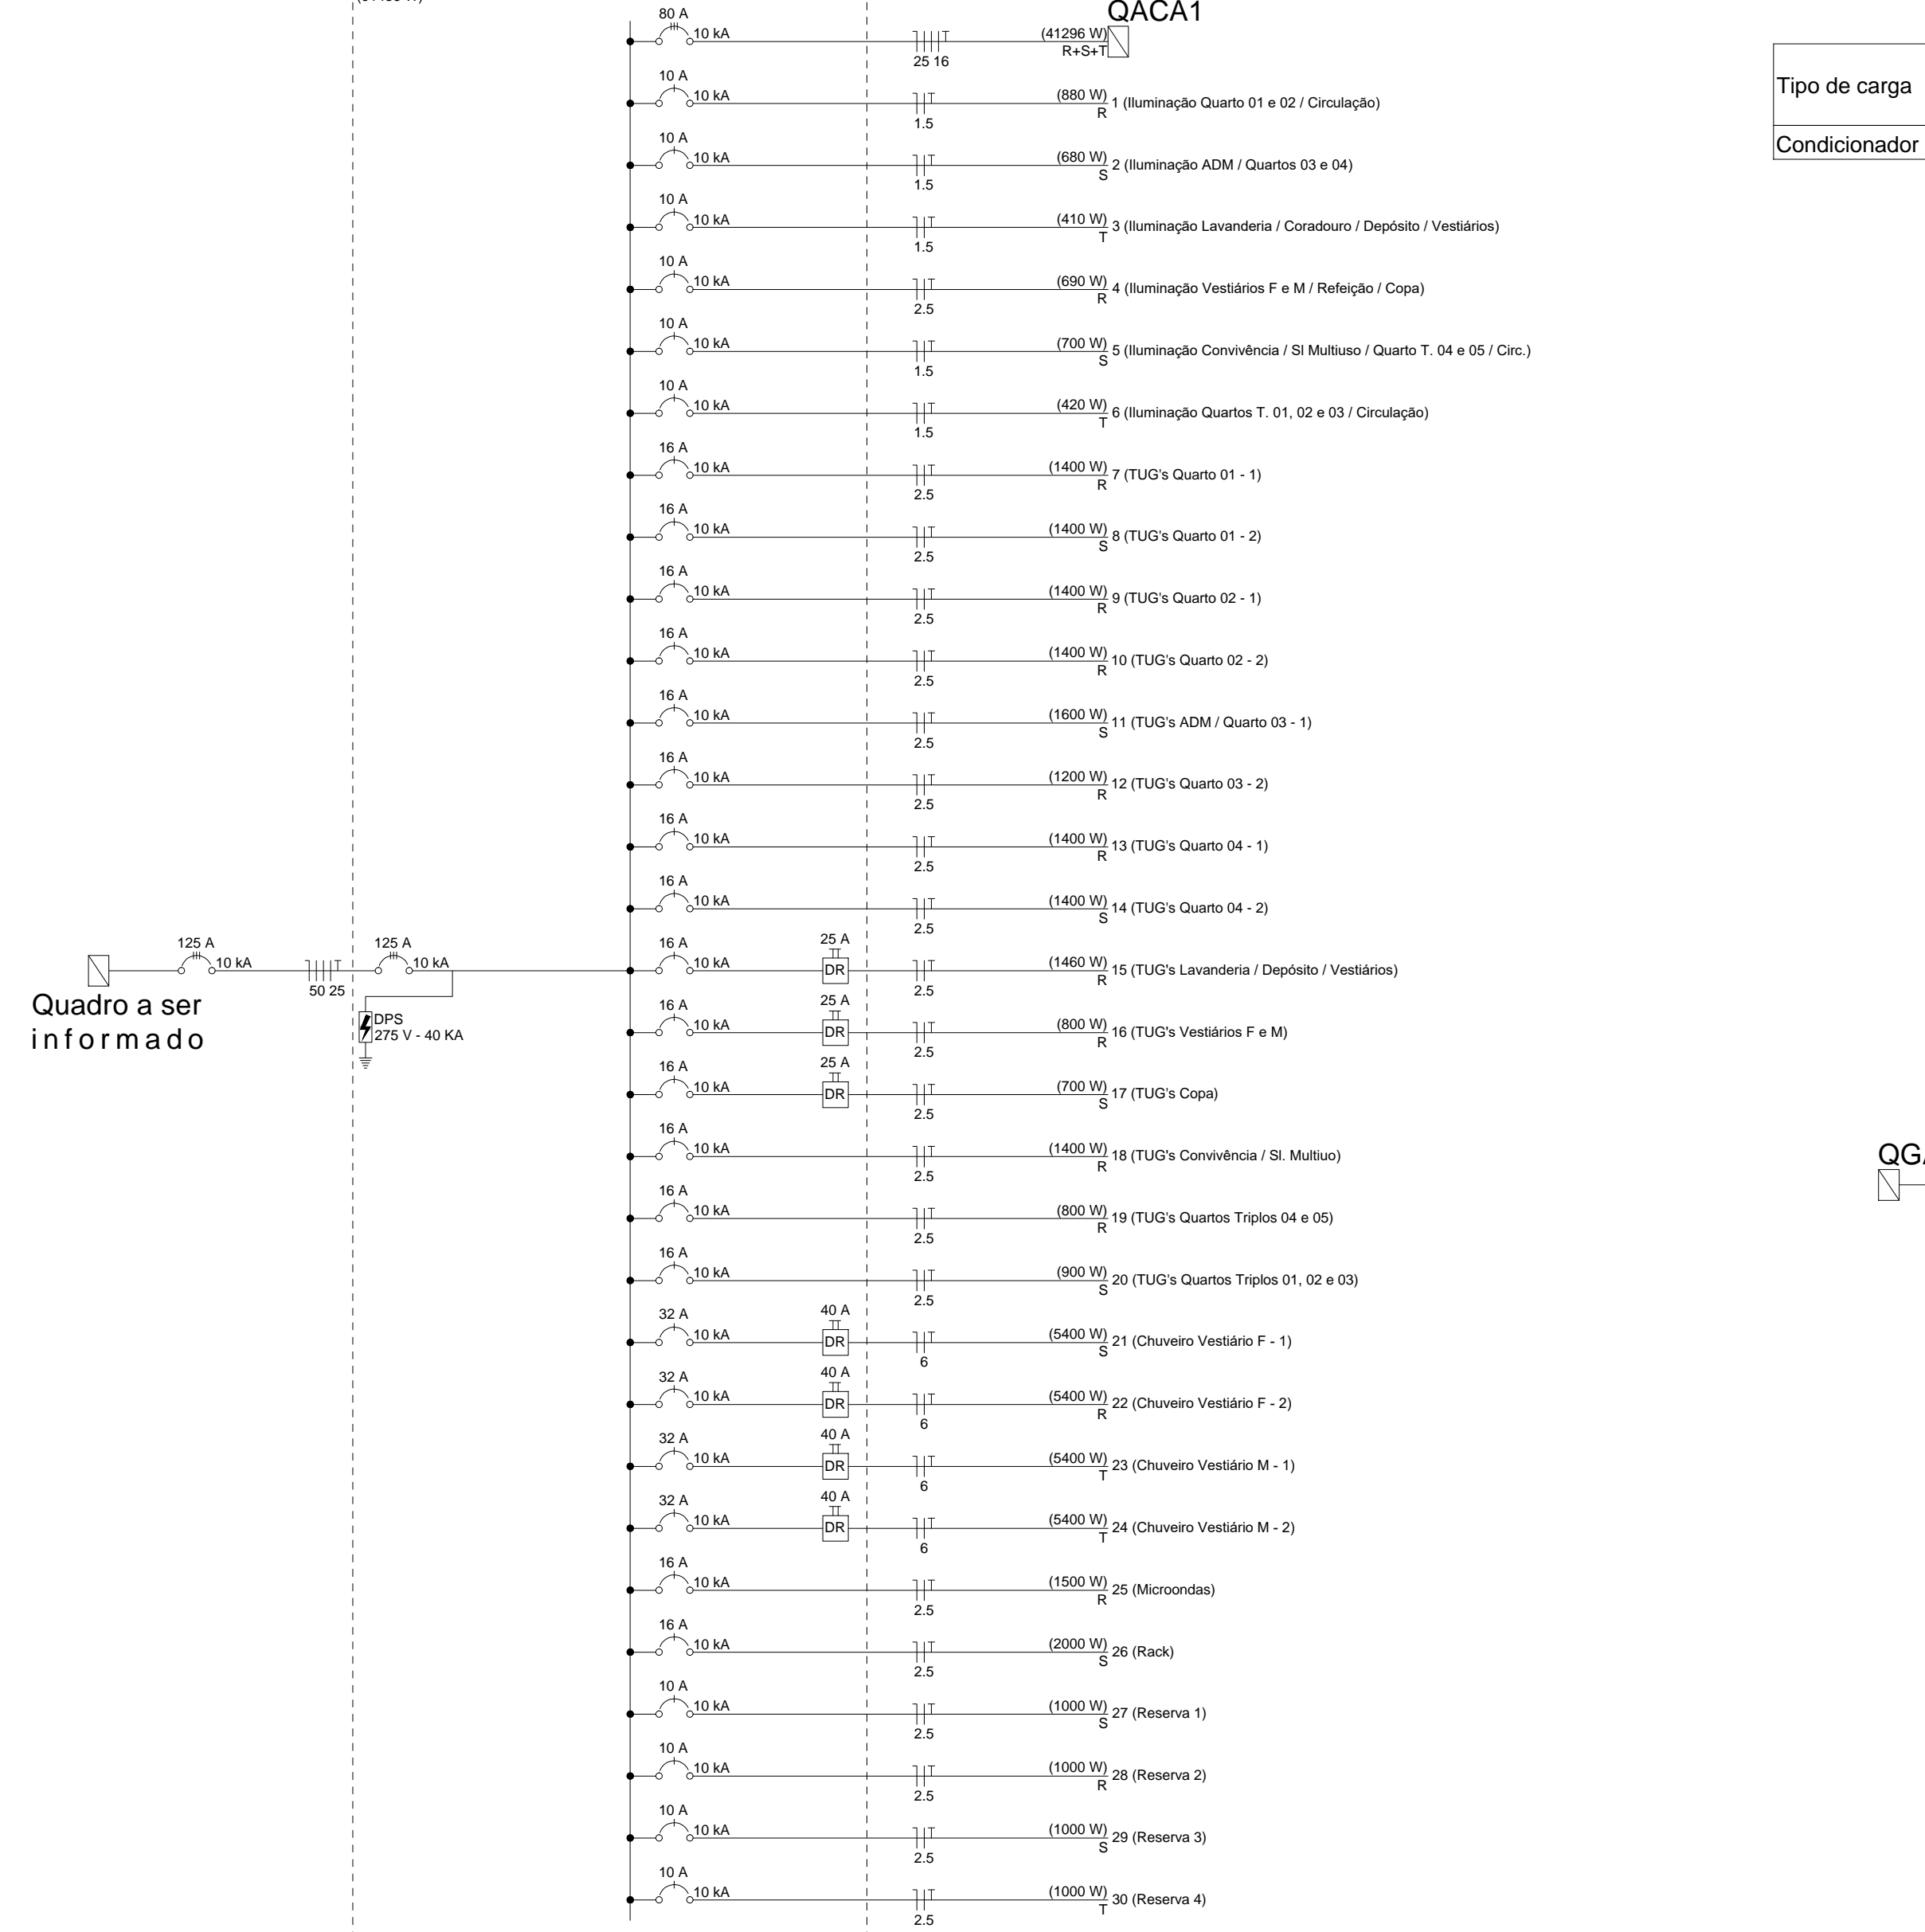 QACA1
80 A
10 kA
25 16
(41296 W)
R+S+T
10 A
10 kA
1.5
(880 W)
R
1 (Iluminação Quarto 01 e 02 / Circulação)
10 A
10 kA
1.5
(680 W)
S
2 (Iluminação ADM / Quartos 03 e 04)
10 A
10 kA
1.5
(410 W)
T
3 (Iluminação Lavanderia / Coradouro / Depósito / Vestiários)
10 A
10 kA
2.5
(690 W)
R
4 (Iluminação Vestiários F e M / Refeição / Copa)
10 A
10 kA
1.5
(700 W)
S
5 (Iluminação Convivência / Sl Multiuso / Quarto T. 04 e 05 / Circ.)
10 A
10 kA
1.5
(420 W)
T
6 (Iluminação Quartos T. 01, 02 e 03 / Circulação)
16 A
10 kA
2.5
(1400 W)
R
7 (TUG's Quarto 01 - 1)
16 A
10 kA
2.5
(1400 W)
S
8 (TUG's Quarto 01 - 2)
16 A
10 kA
2.5
(1400 W)
R
9 (TUG's Quarto 02 - 1)
16 A
10 kA
2.5
(1400 W)
R
10 (TUG's Quarto 02 - 2)
16 A
10 kA
2.5
(1600 W)
S
11 (TUG's ADM / Quarto 03 - 1)
16 A
10 kA
2.5
(1200 W)
R
12 (TUG's Quarto 03 - 2)
16 A
10 kA
2.5
(1400 W)
R
13 (TUG's Quarto 04 - 1)
16 A
10 kA
2.5
(1400 W)
S
14 (TUG's Quarto 04 - 2)
Quadro a ser
informado
125 A
10 kA
50 25
125 A
10 kA
DPS
275 V - 40 KA
16 A
10 kA
25 A
DR
2.5
(1460 W)
R
15 (TUG's Lavanderia / Depósito / Vestiários)
16 A
10 kA
25 A
DR
2.5
(800 W)
R
16 (TUG's Vestiários F e M)
16 A
10 kA
25 A
DR
2.5
(700 W)
S
17 (TUG's Copa)
16 A
10 kA
2.5
(1400 W)
R
18 (TUG's Convivência / Sl. Multiuo)
16 A
10 kA
2.5
(800 W)
R
19 (TUG's Quartos Triplos 04 e 05)
16 A
10 kA
2.5
(900 W)
S
20 (TUG's Quartos Triplos 01, 02 e 03)
32 A
10 kA
40 A
DR
6
(5400 W)
S
21 (Chuveiro Vestiário F - 1)
32 A
10 kA
40 A
DR
6
(5400 W)
R
22 (Chuveiro Vestiário F - 2)
32 A
10 kA
40 A
DR
6
(5400 W)
T
23 (Chuveiro Vestiário M - 1)
32 A
10 kA
40 A
DR
6
(5400 W)
T
24 (Chuveiro Vestiário M - 2)
16 A
10 kA
2.5
(1500 W)
R
25 (Microondas)
16 A
10 kA
2.5
(2000 W)
S
26 (Rack)
10 A
10 kA
2.5
(1000 W)
S
27 (Reserva 1)
10 A
10 kA
2.5
(1000 W)
R
28 (Reserva 2)
10 A
10 kA
2.5
(1000 W)
S
29 (Reserva 3)
10 A
10 kA
2.5
(1000 W)
T
30 (Reserva 4)
Tipo de carga
Condicionador